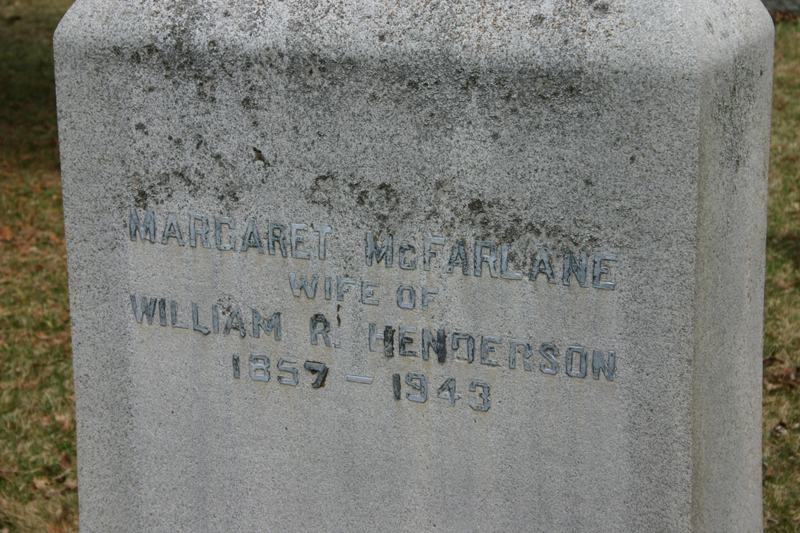 MARGARET McFARLANE
WIFE OF
WILLIAM R. HENDERSON
1857 – 1943